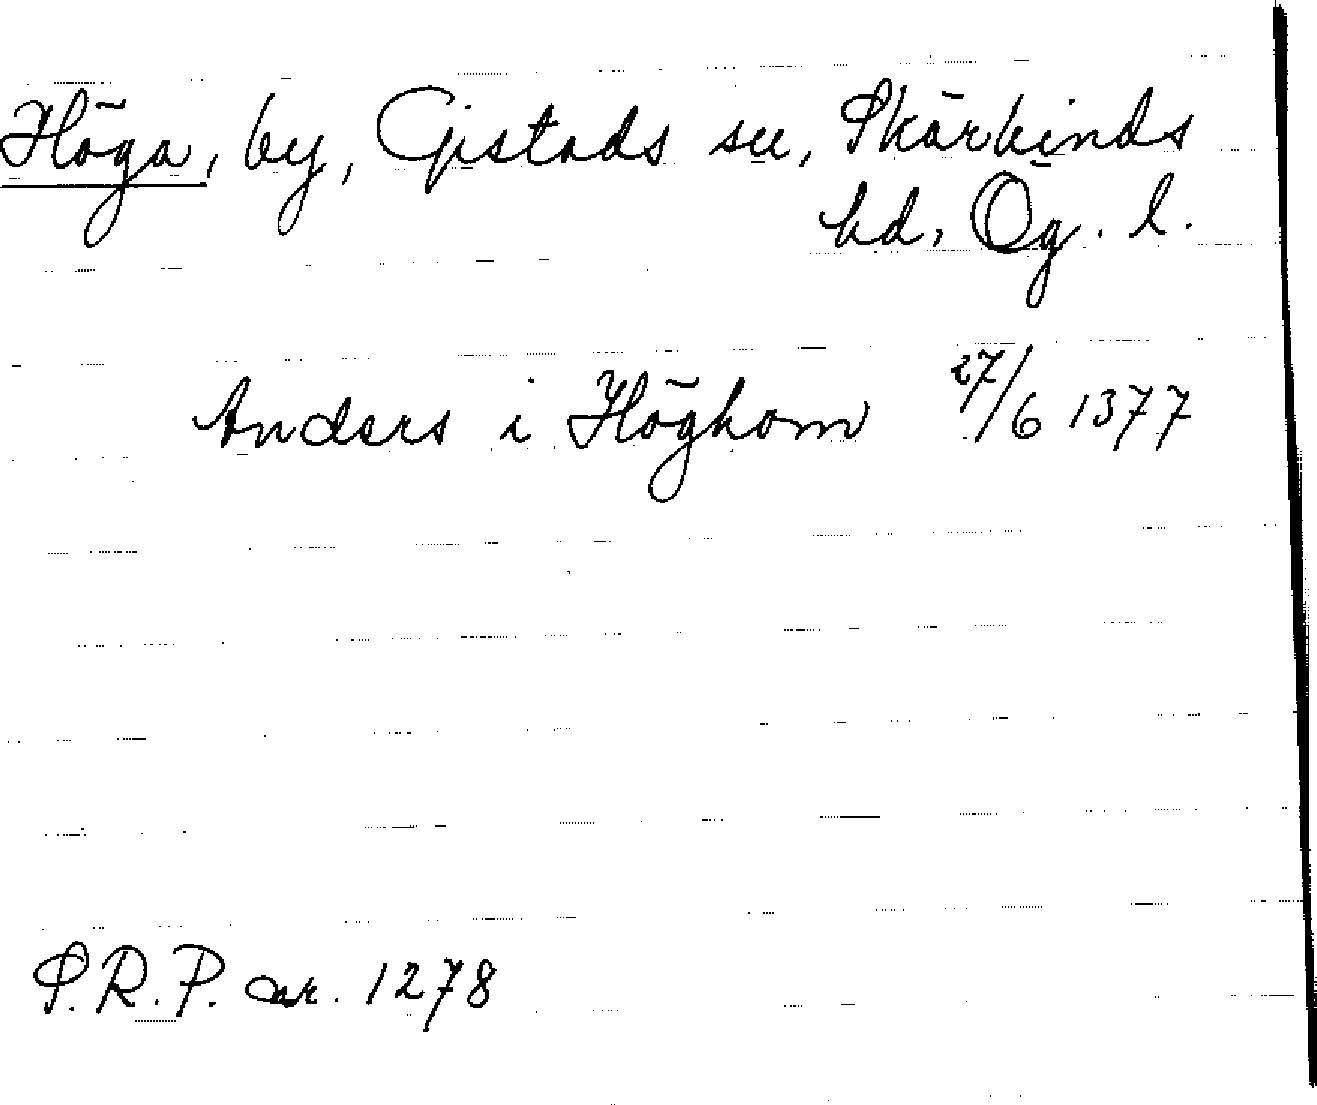 Höga, by, Gistads sn, Skärkinds
hd, Ög. l.
Anders i Höghom 27/6 1377
S.R.P. nr. 1278